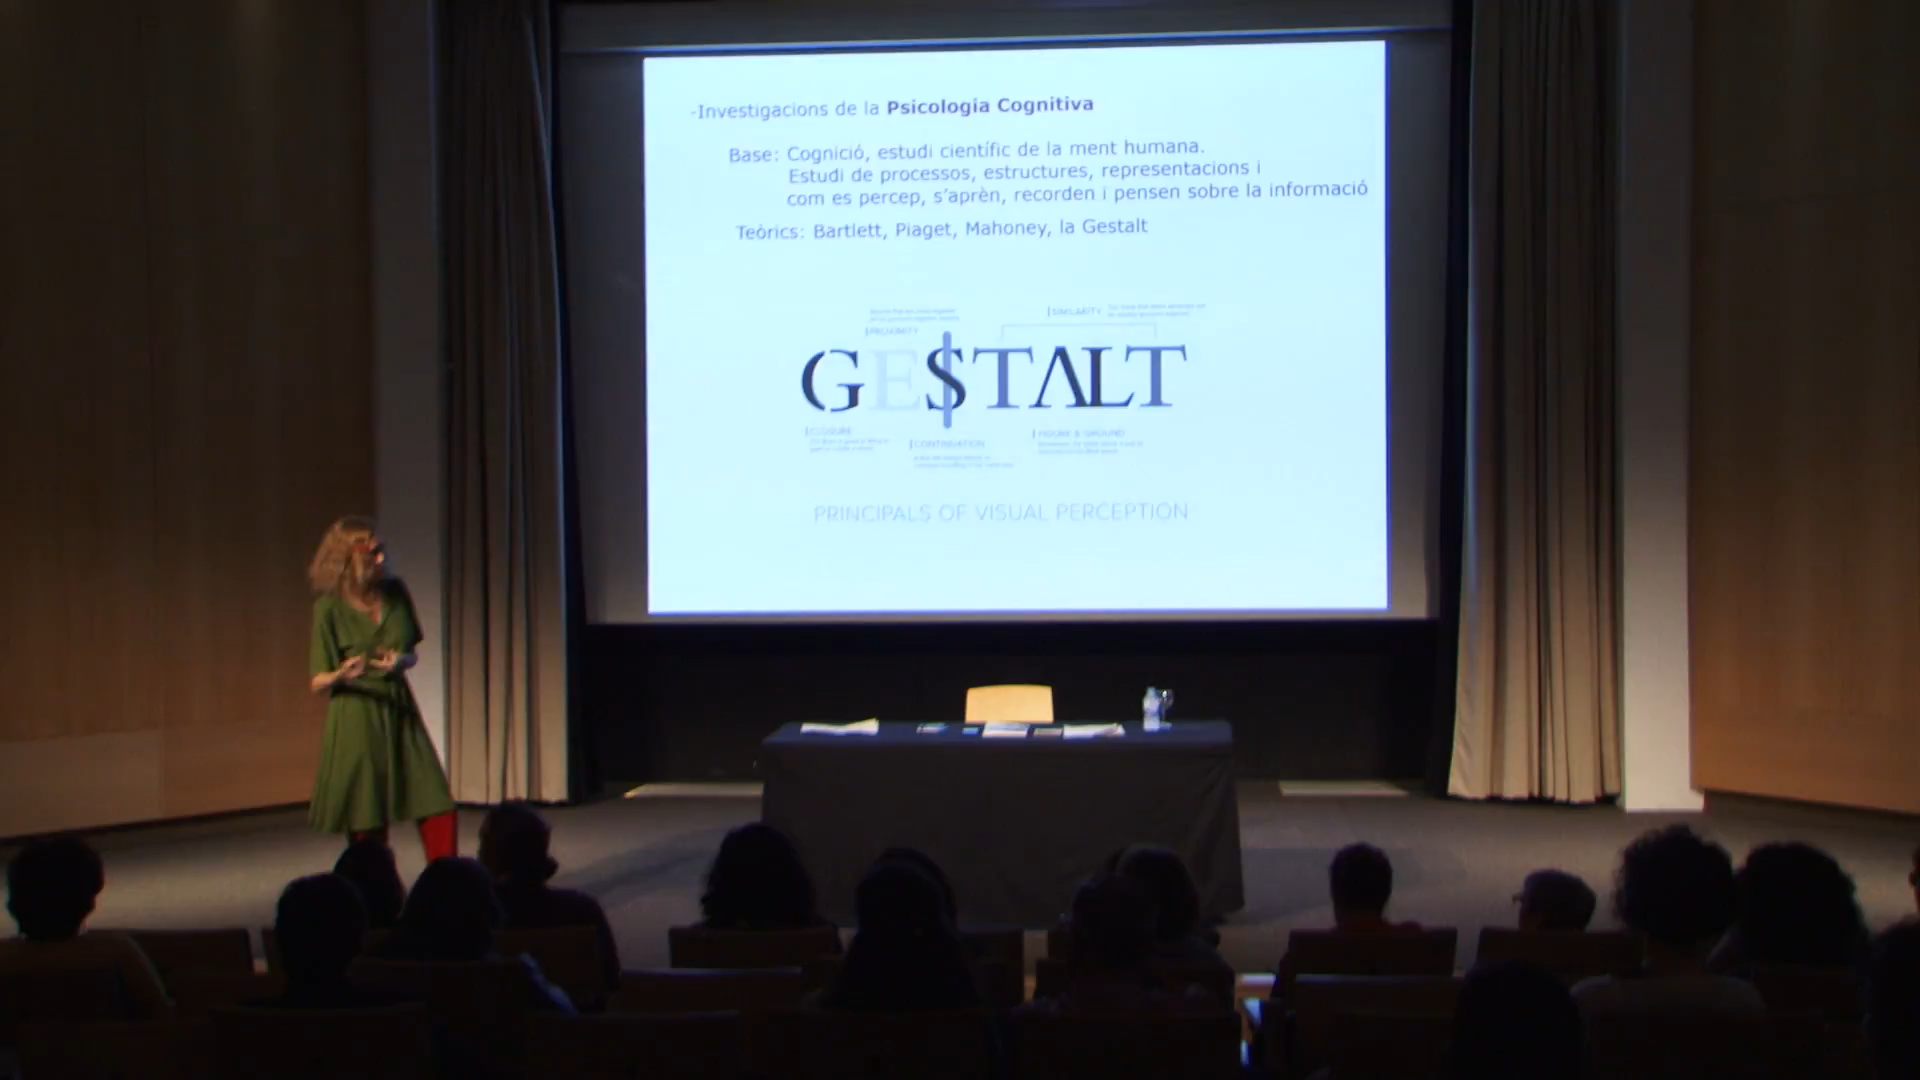 -Investigacions de la Psicologia Cognitiva
Base: Cognició, estudi científic de la ment humana.
Estudi de processos, estructures, representacions i
com es percep, s'aprèn, recorden i pensen sobre la informació
Teòrics: Bartlett, Piaget, Mahoney, la Gestalt
PROXIMITY
SIMILARITY
GESTALT
CLOSURE
CONTINUATION
FIGURE & GROUND
PRINCIPALS OF VISUAL PERCEPTION